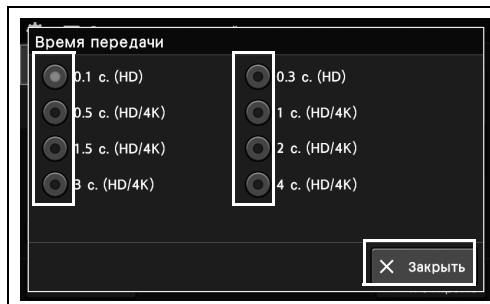 Время передачи
0.1 с. (HD)
0.3 с. (HD)
0.5 с. (HD/4K)
1 с. (HD/4K)
1.5 с. (HD/4K)
2 с. (HD/4K)
3 с. (HD/4K)
4 с. (HD/4K)
Закрыть